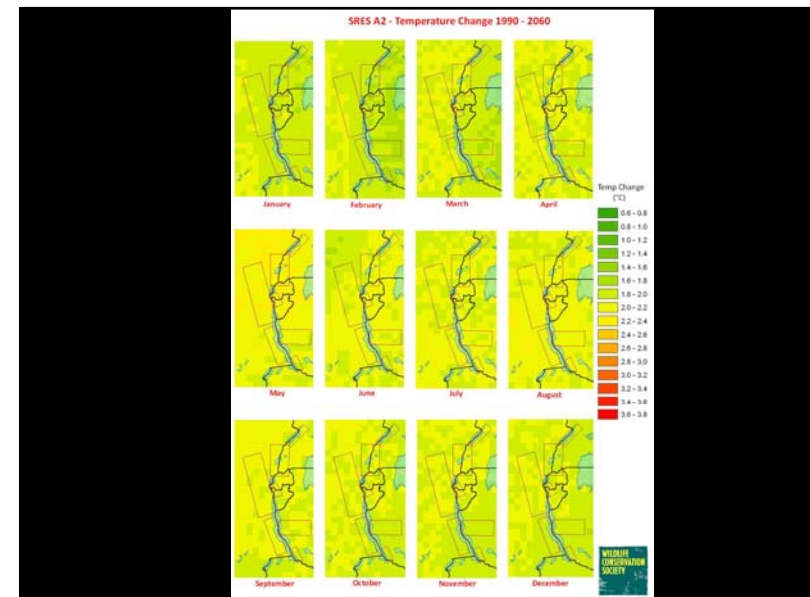 SRES A2 - Temperature Change 1990 - 2060
January
February
March
April
Temp Change
(°C)
0.6 - 0.8
0.8 - 1.0
1.0 - 1.2
1.2 - 1.4
1.4 - 1.6
1.6 - 1.8
1.8 - 2.0
2.0 - 2.2
2.2 - 2.4
2.4 - 2.6
2.6 - 2.8
2.8 - 3.0
3.0 - 3.2
3.2 - 3.4
3.4 - 3.6
3.6 - 3.8
May
June
July
August
September
October
November
December
WILDLIFE
CONSERVATION
SOCIETY